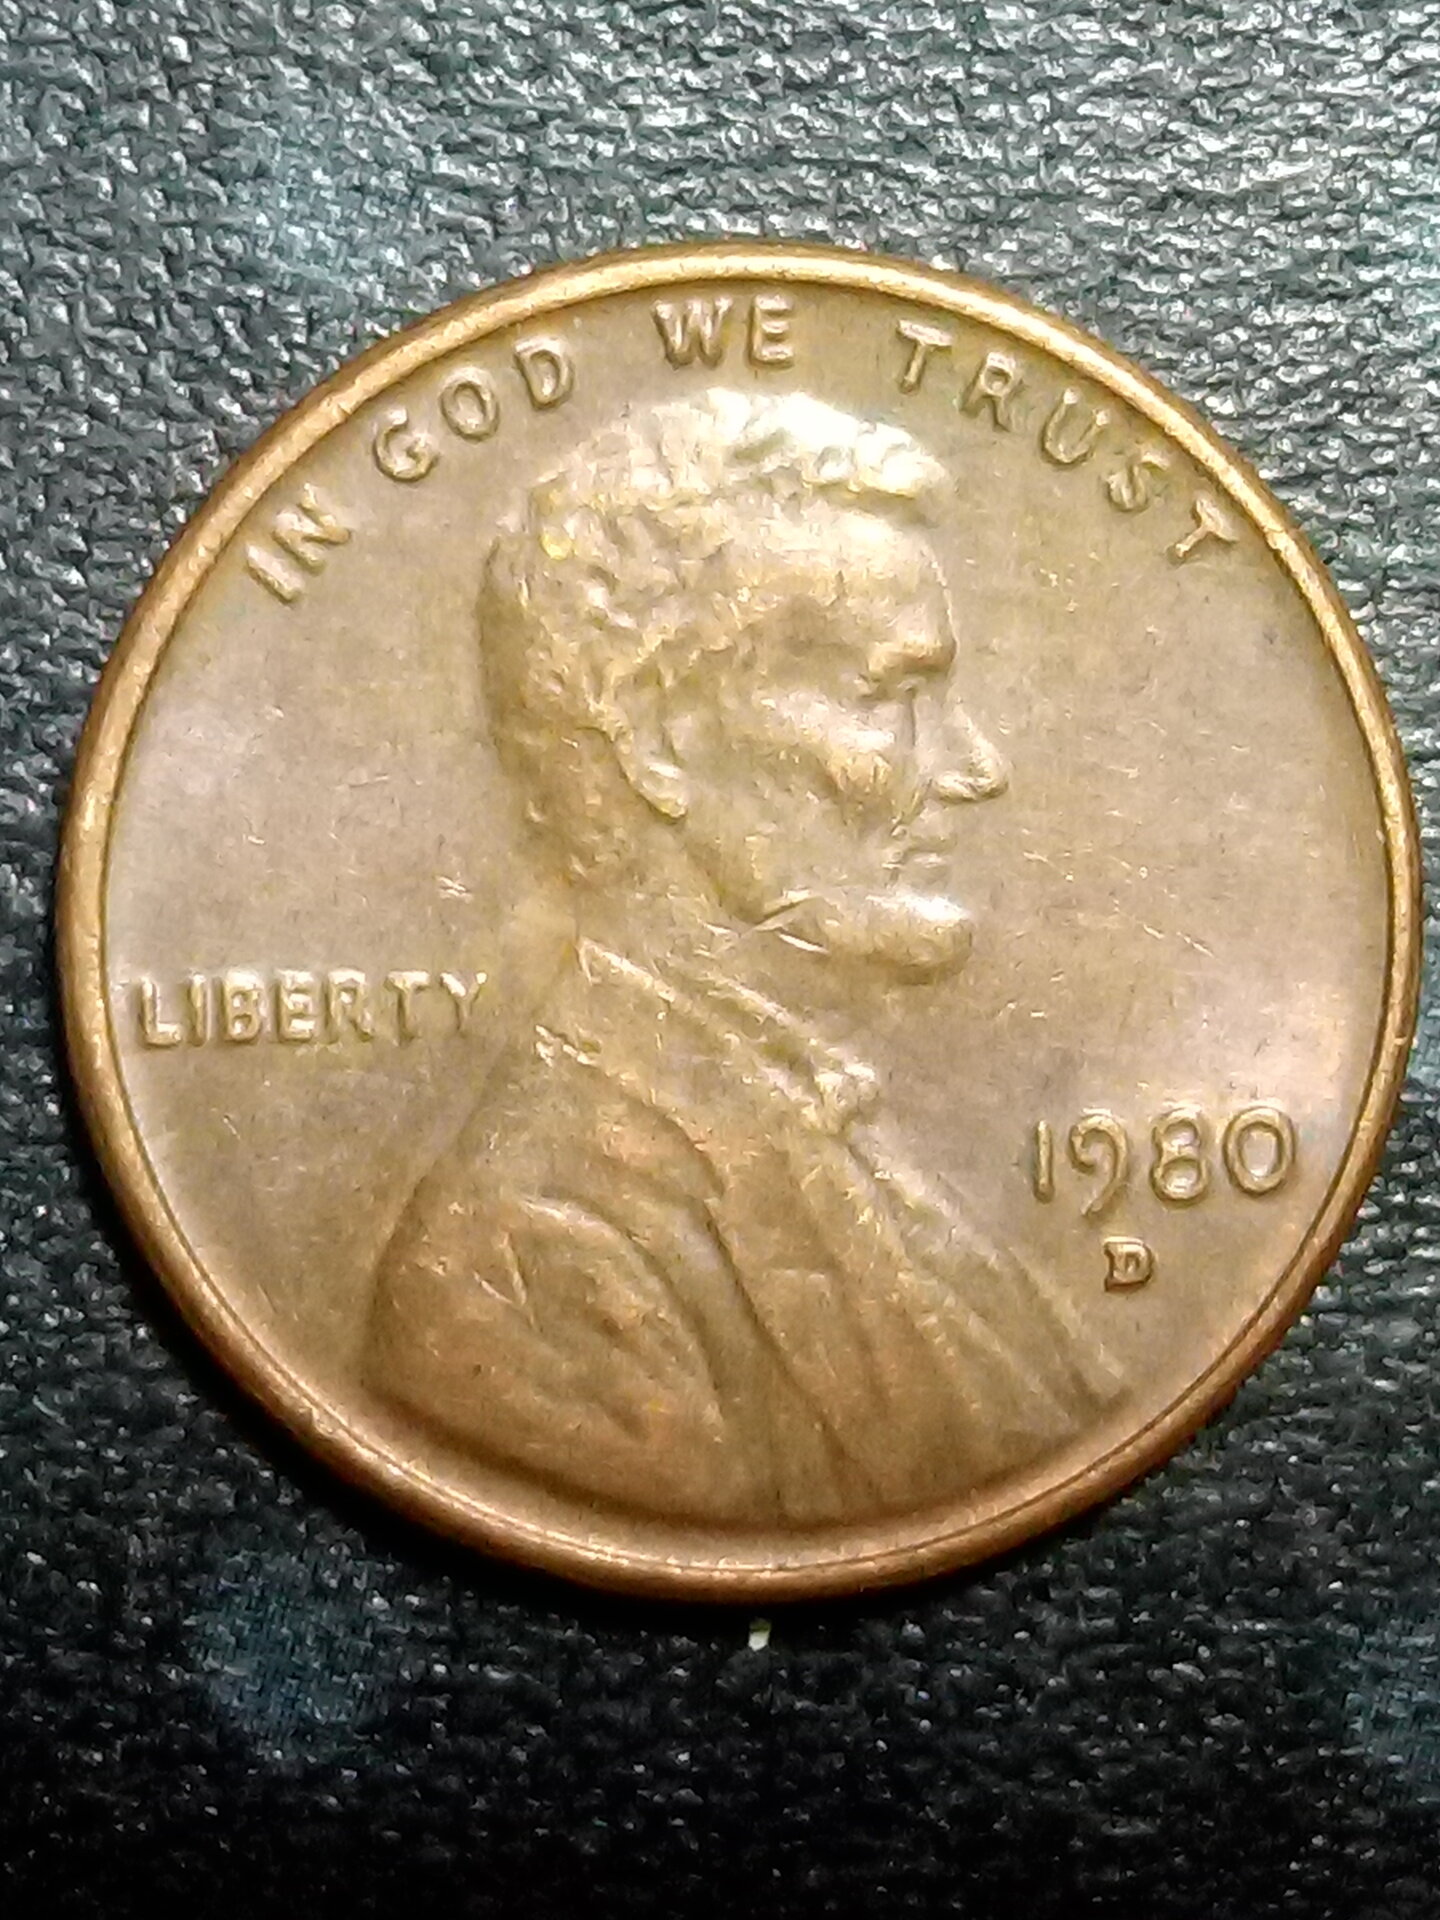 IN GOD WE TRUST
LIBERTY
1980
D